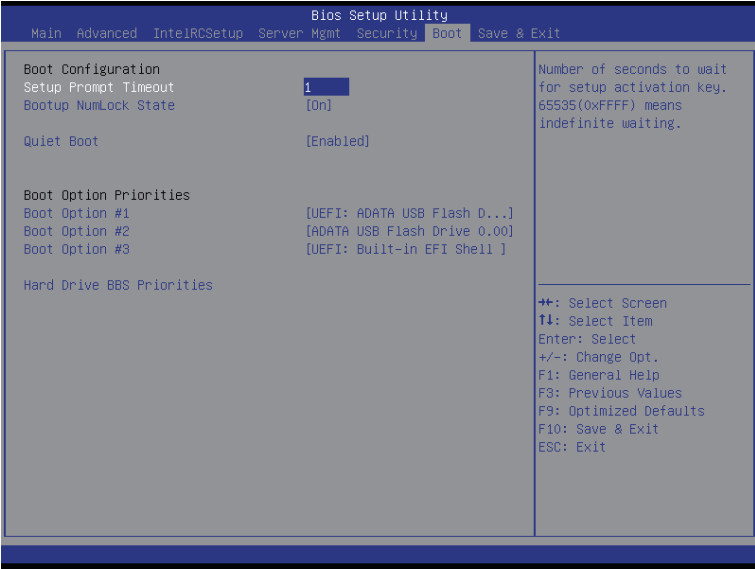 Bios Setup Utility
Main Advanced IntelRCSetup Server Mgmt Security Boot Save & Exit
Boot Configuration
Setup Prompt Timeout 1
Bootup NumLock State [On]
Quiet Boot [Enabled]
Boot Option Priorities
Boot Option #1 [UEFI: ADATA USB Flash D...]
Boot Option #2 [ADATA USB Flash Drive 0.00]
Boot Option #3 [UEFI: Built-in EFI Shell ]
Hard Drive BBS Priorities
Number of seconds to wait
for setup activation key.
65535(0xFFFF) means
indefinite waiting.
→←: Select Screen
↑↓: Select Item
Enter: Select
+/-: Change Opt.
F1: General Help
F3: Previous Values
F9: Optimized Defaults
F10: Save & Exit
ESC: Exit